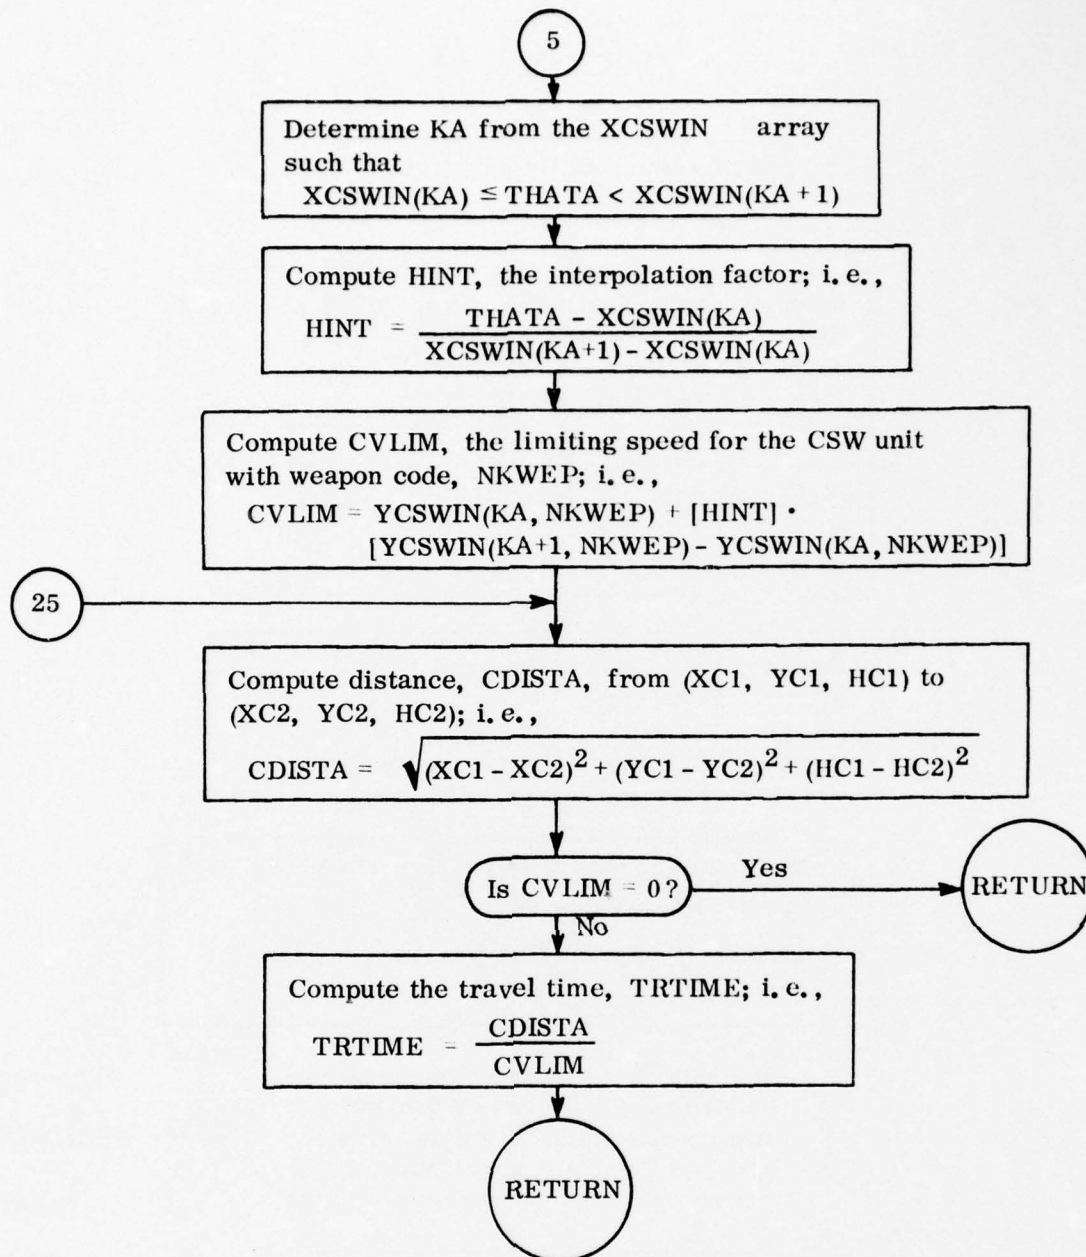 5
Determine KA from the XCSWIN array
such that
XCSWIN(KA) ≤ THATA < XCSWIN(KA + 1)
Compute HINT, the interpolation factor; i. e.,
HINT = THATA - XCSWIN(KA)
XCSWIN(KA+1) - XCSWIN(KA)
Compute CVLIM, the limiting speed for the CSW unit
with weapon code, NKWEP; i. e.,
CVLIM = YCSWIN(KA, NKWEP) + [HINT] •
[YCSWIN(KA+1, NKWEP) - YCSWIN(KA, NKWEP)]
25
Compute distance, CDISTA, from (XC1, YC1, HC1) to
(XC2, YC2, HC2); i. e.,
CDISTA = √(XC1 - XC2)² + (YC1 - YC2)² + (HC1 - HC2)²
Is CVLIM = 0?
Yes
RETURN
No
Compute the travel time, TRTIME; i. e.,
TRTIME = CDISTA
CVLIM
RETURN